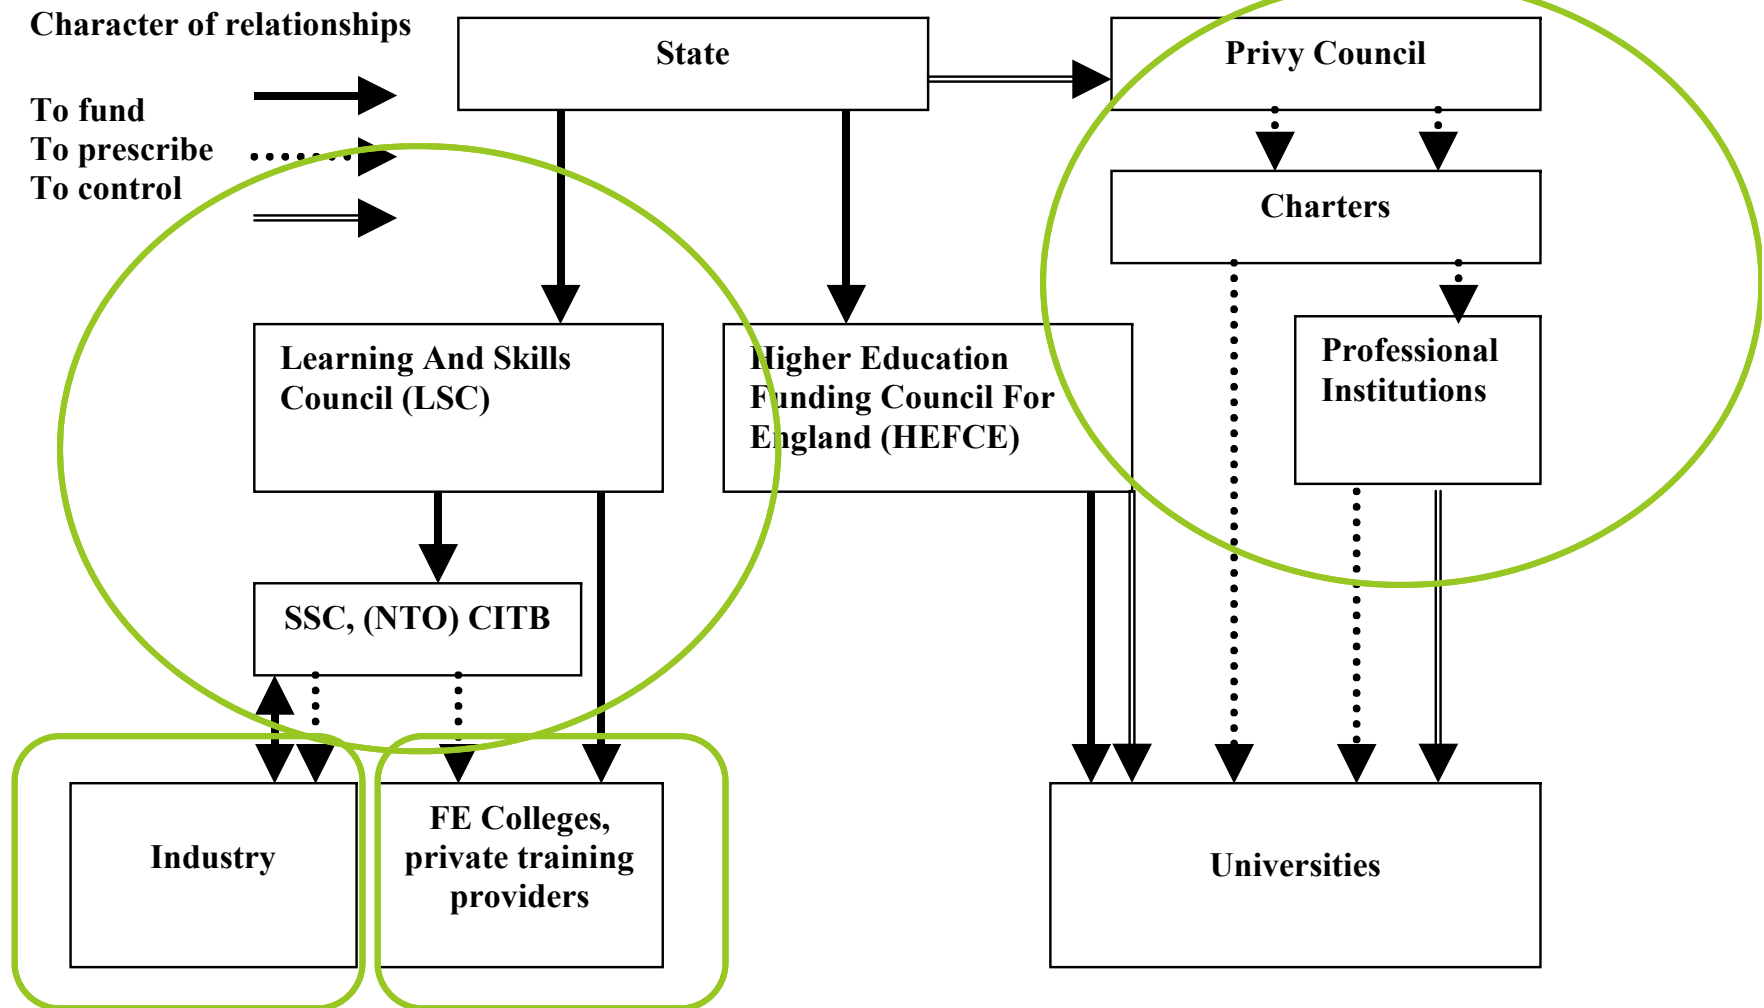 Character of relationships
To fund
To prescribe
To control
State
Privy Council
Charters
Learning And Skills
Council (LSC)
Higher Education
Funding Council For
England (HEFCE)
Professional
Institutions
SSC, (NTO) CITB
Industry
FE Colleges,
private training
providers
Universities